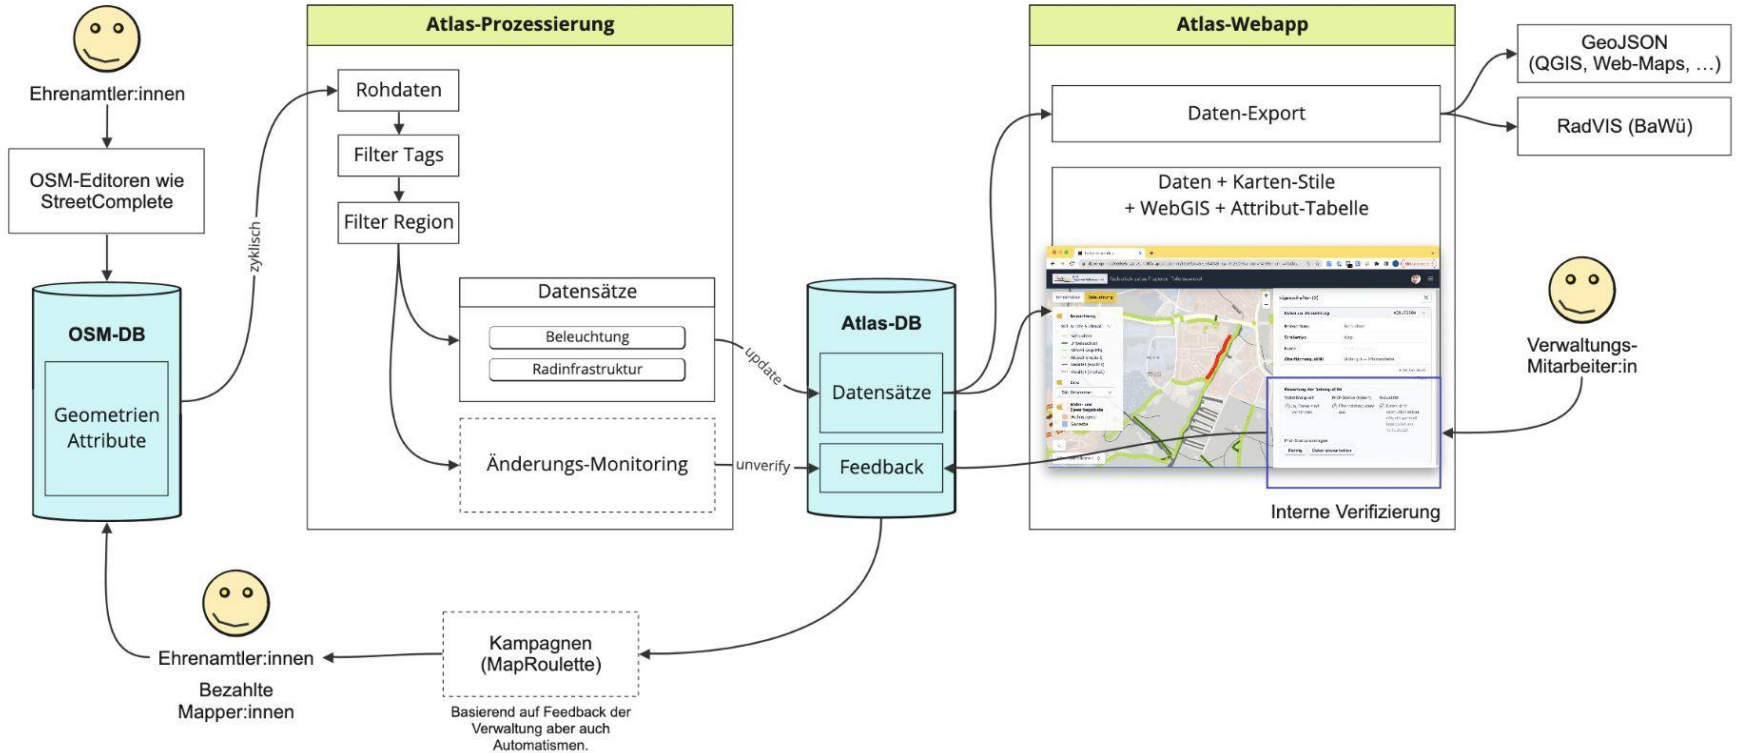 Ehrenamtler:innen
OSM-Editoren wie
StreetComplete
OSM-DB
Geometrien
Attribute
zyklisch
Atlas-Prozessierung
Rohdaten
Filter Tags
Filter Region
Datensätze
Beleuchtung
Radinfrastruktur
Änderungs-Monitoring
update
unverify
Atlas-DB
Datensätze
Feedback
Atlas-Webapp
Daten-Export
Daten + Karten-Stile
+ WebGIS + Attribut-Tabelle
Interne Verifizierung
GeoJSON
(QGIS, Web-Maps, …)
RadVIS (BaWü)
Verwaltungs-
Mitarbeiter:in
Kampagnen
(MapRoulette)
Basierend auf Feedback der
Verwaltung aber auch
Automatismen.
Ehrenamtler:innen
Bezahlte
Mapper:innen